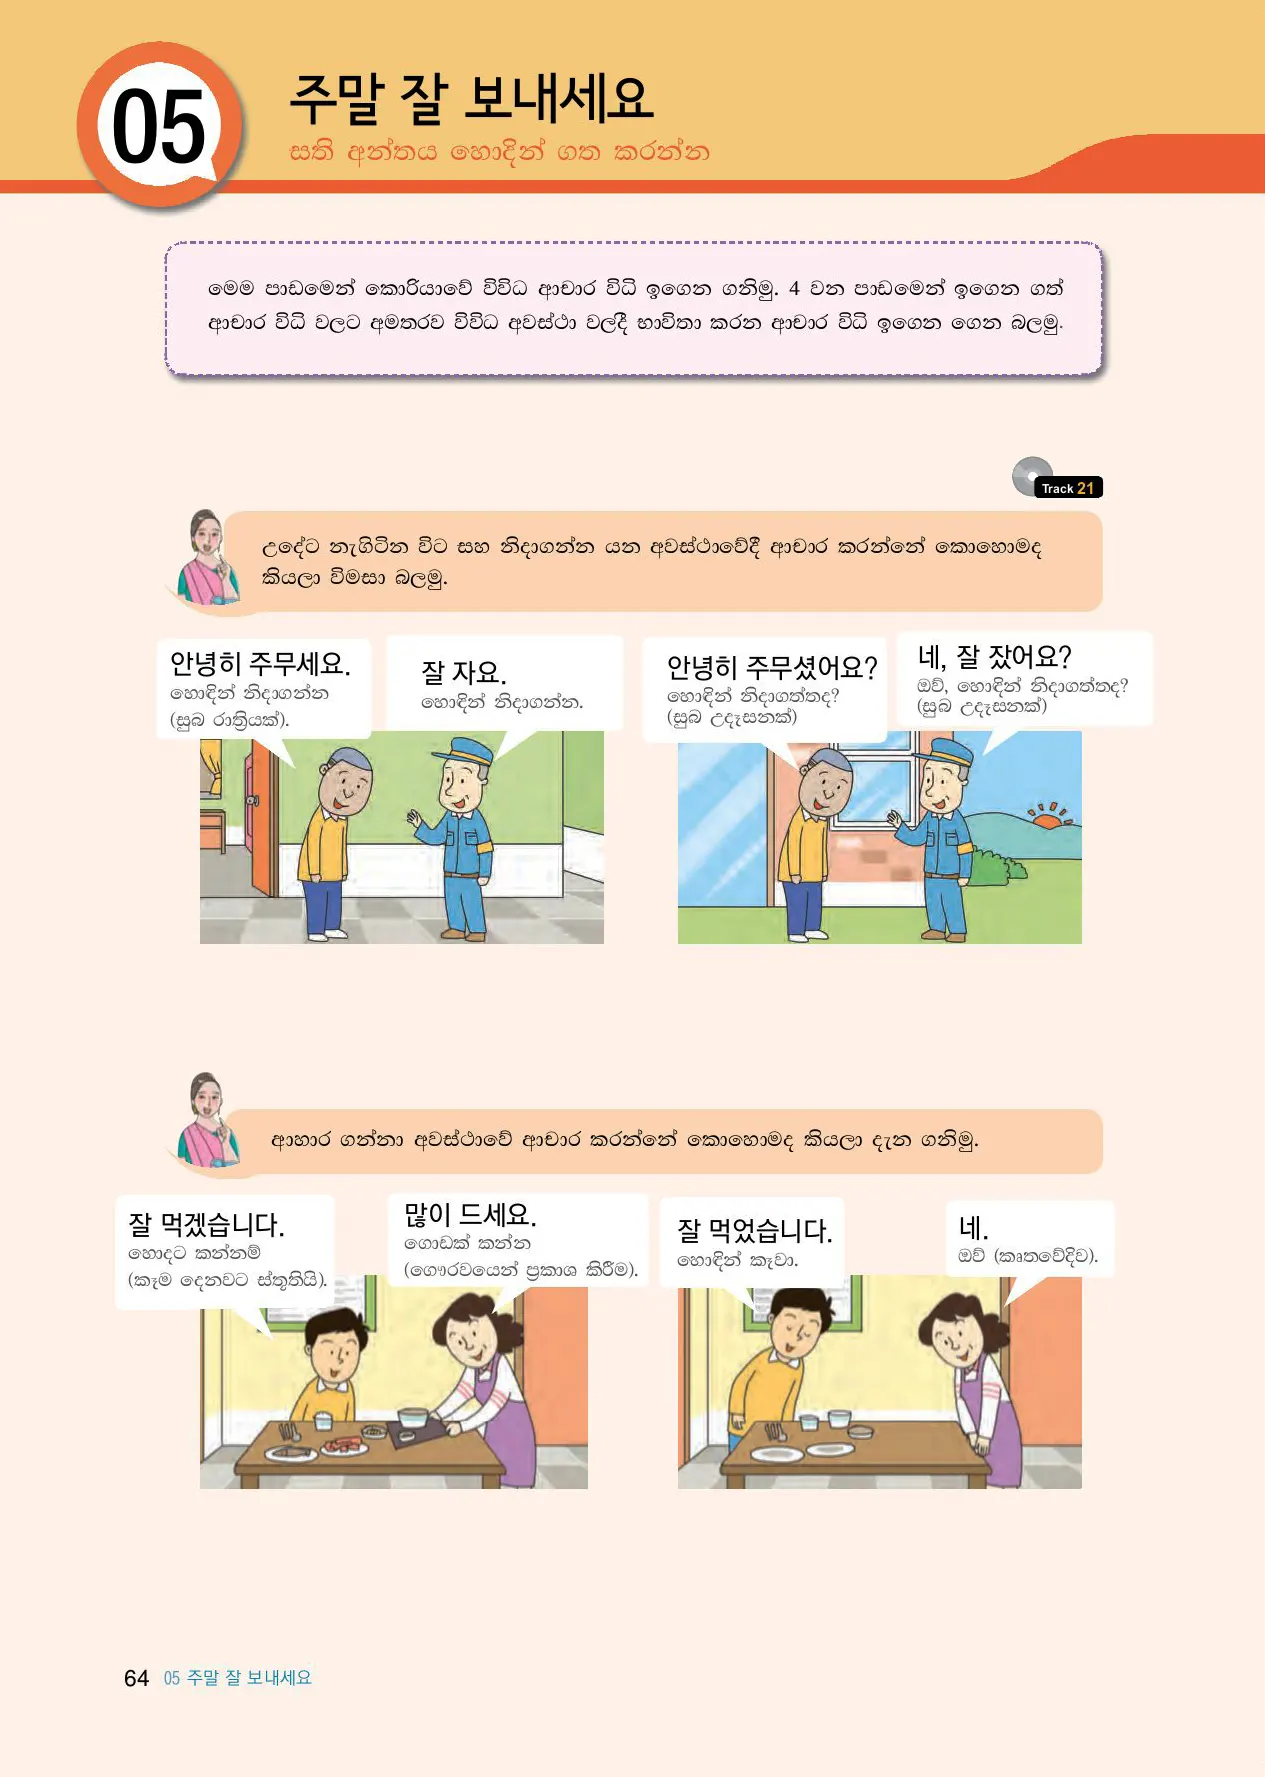 05
주말 잘 보내세요
සති අන්තය හොදින් ගත කරන්න
මෙම පාඩමෙන් කොරියාවේ විවිධ ආචාර විධි ඉගෙන ගනිමු. 4 වන පාඩමෙන් ඉගෙන ගත්
ආචාර විධි වලට අමතරව විවිධ අවස්ථා වලදී භාවිතා කරන ආචාර විධි ඉගෙන ගෙන බලමු.
Track 21
උදේට නැගිටින විට සහ නිදාගන්න යන අවස්ථාවේදී ආචාර කරන්නේ කොහොමද
කියලා විමසා බලමු.
안녕히 주무세요.
හොඳින් නිදාගන්න
(සුබ රාත්‍රියක්).
잘 자요.
හොඳින් නිදාගන්න.
안녕히 주무셨어요?
හොඳින් නිදාගත්තද?
(සුබ උදෑසනක්)
네, 잘 잤어요?
ඔව්, හොඳින් නිදාගත්තද?
(සුබ උදෑසනක්)
ආහාර ගන්නා අවස්ථාවේ ආචාර කරන්නේ කොහොමද කියලා දැන ගනිමු.
잘 먹겠습니다.
හොදට කන්නම්
(කෑම දෙනවට ස්තූතියි).
많이 드세요.
ගොඩක් කන්න
(ගෞරවයෙන් ප්‍රකාශ කිරීම).
잘 먹었습니다.
හොඳින් කෑවා.
네.
ඔව් (කෘතවේදිව).
64 05 주말 잘 보내세요